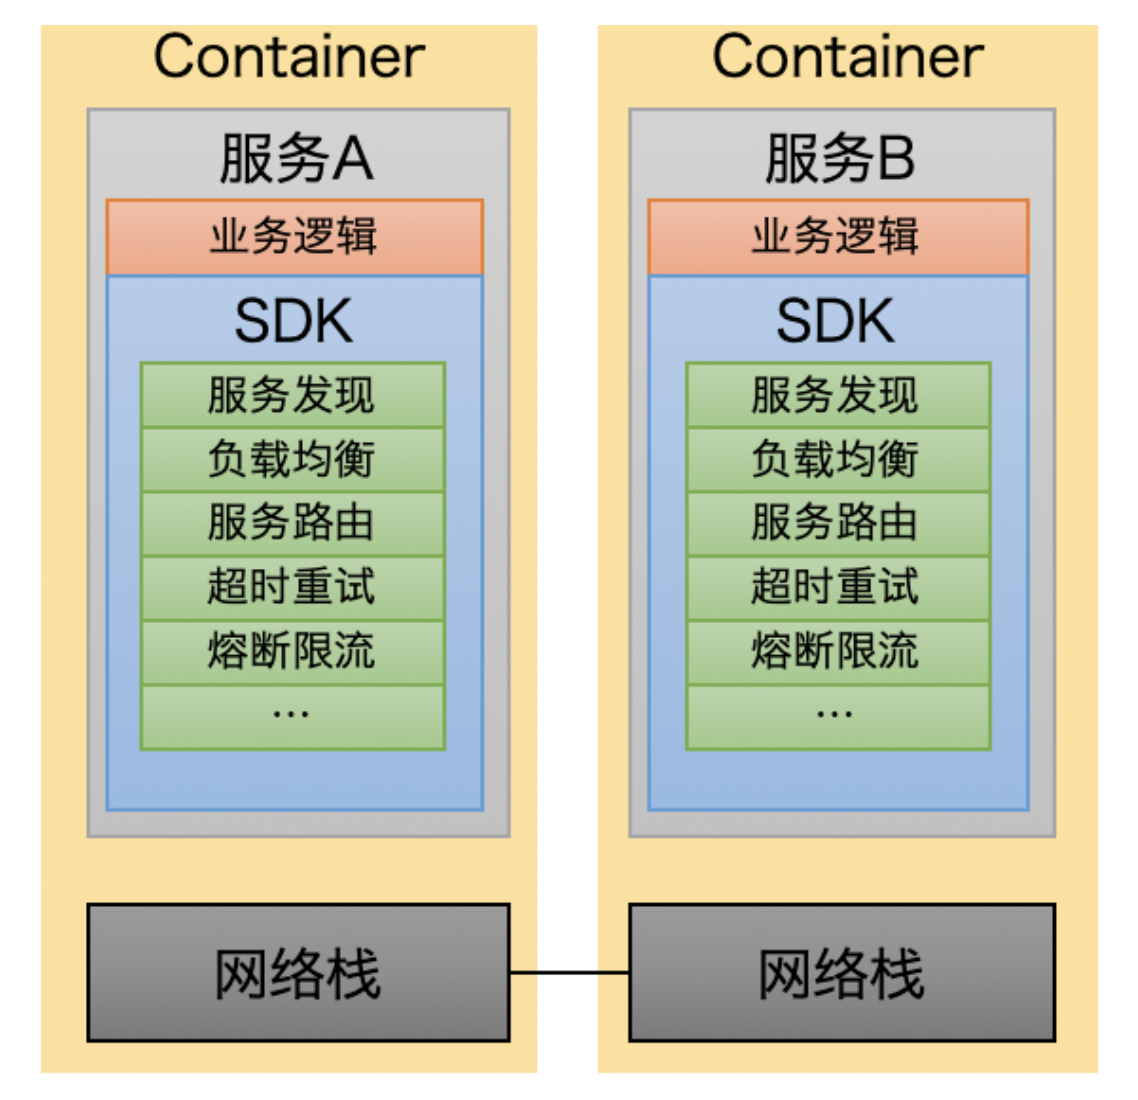 Container
服务A
业务逻辑
SDK
服务发现
负载均衡
服务路由
超时重试
熔断限流
...
网络栈
Container
服务B
业务逻辑
SDK
服务发现
负载均衡
服务路由
超时重试
熔断限流
...
网络栈